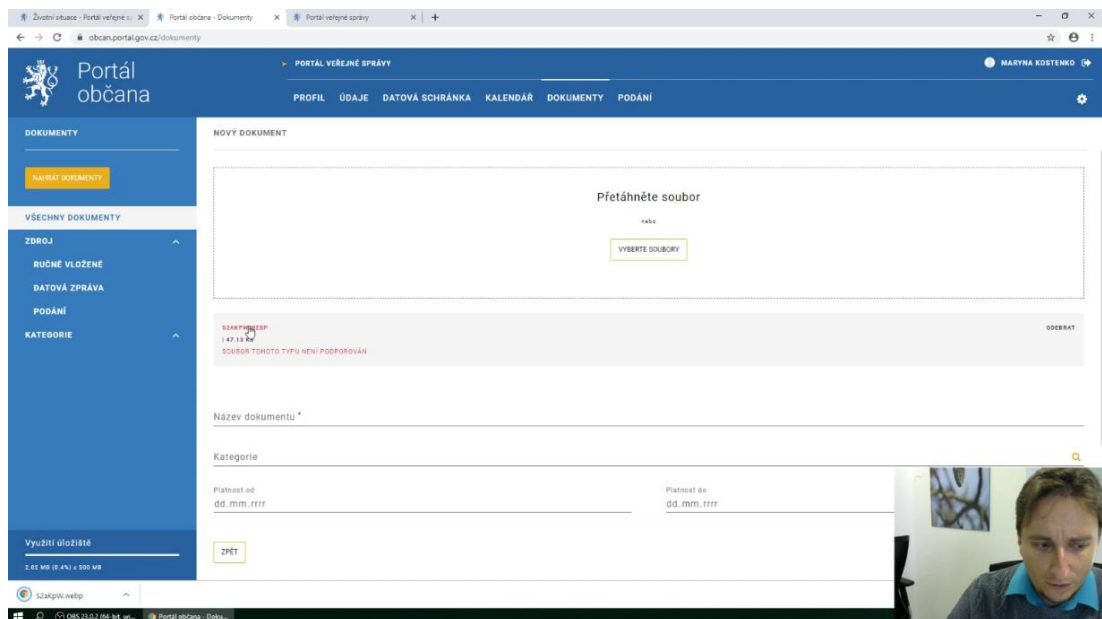 Životní situace - Portál veřejné s
Portál občana - Dokumenty
Portál veřejné správy
obcan.portal.gov.cz/dokumenty
Portál
občana
PORTÁL VEŘEJNÉ SPRÁVY
MARYNA KOSTENKO
PROFIL ÚDAJE DATOVÁ SCHRÁNKA KALENDÁŘ DOKUMENTY PODÁNÍ
DOKUMENTY
NAHRÁT DOKUMENTY
VŠECHNY DOKUMENTY
ZDROJ
RUČNĚ VLOŽENÉ
DATOVÁ ZPRÁVA
PODÁNÍ
KATEGORIE
NOVÝ DOKUMENT
Přetáhněte soubor
nebo
VYBERTE SOUBORY
ODEBRAT
47.13
SOUBOR TOHOTO TYPU NENÍ PODPOROVÁN
Název dokumentu *
Kategorie
Platnost od
dd.mm.rrrr
Platnost do
dd.mm.rrrr
ZPĚT
Využití úložiště
2.02 MB (0.4%) z 500 MB
S2aKpW.webp
OBS 23.0.2 (64-bit, wi...
Portál občana - Doku...